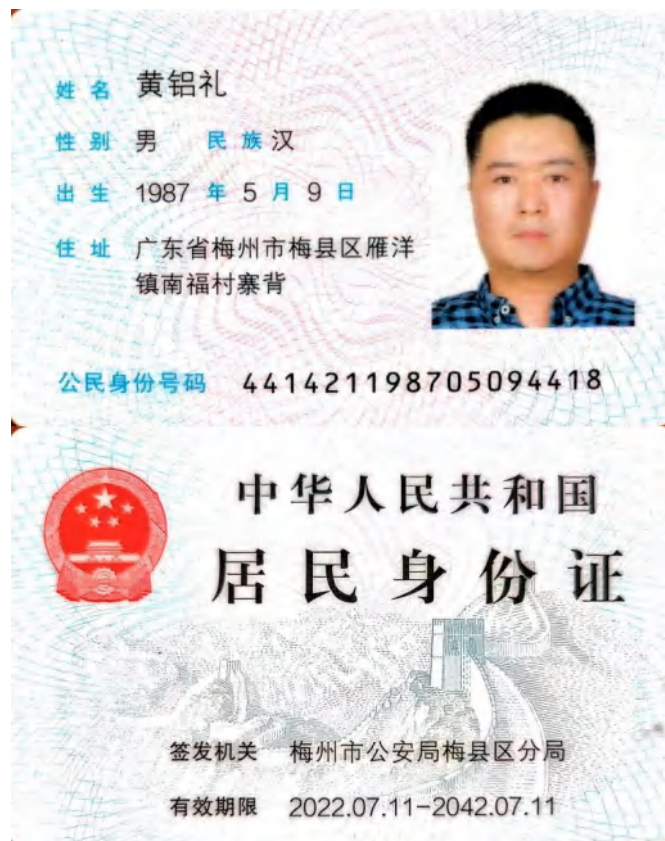 姓名 黄铝礼
性别 男 民族 汉
出生 1987 年 5 月 9 日
住址 广东省梅州市梅县区雁洋
镇南福村寨背
公民身份号码 441421198705094418
中华人民共和国
居民身份证
签发机关 梅州市公安局梅县区分局
有效期限 2022.07.11-2042.07.11